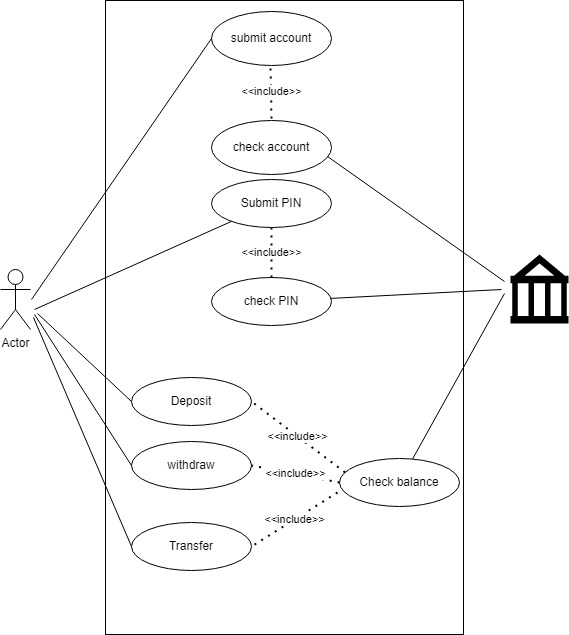 submit account
<<include>>
check account
Submit PIN
<<include>>
check PIN
Actor
Deposit
<<include>>
withdraw
<<include>>
Check balance
<<include>>
Transfer